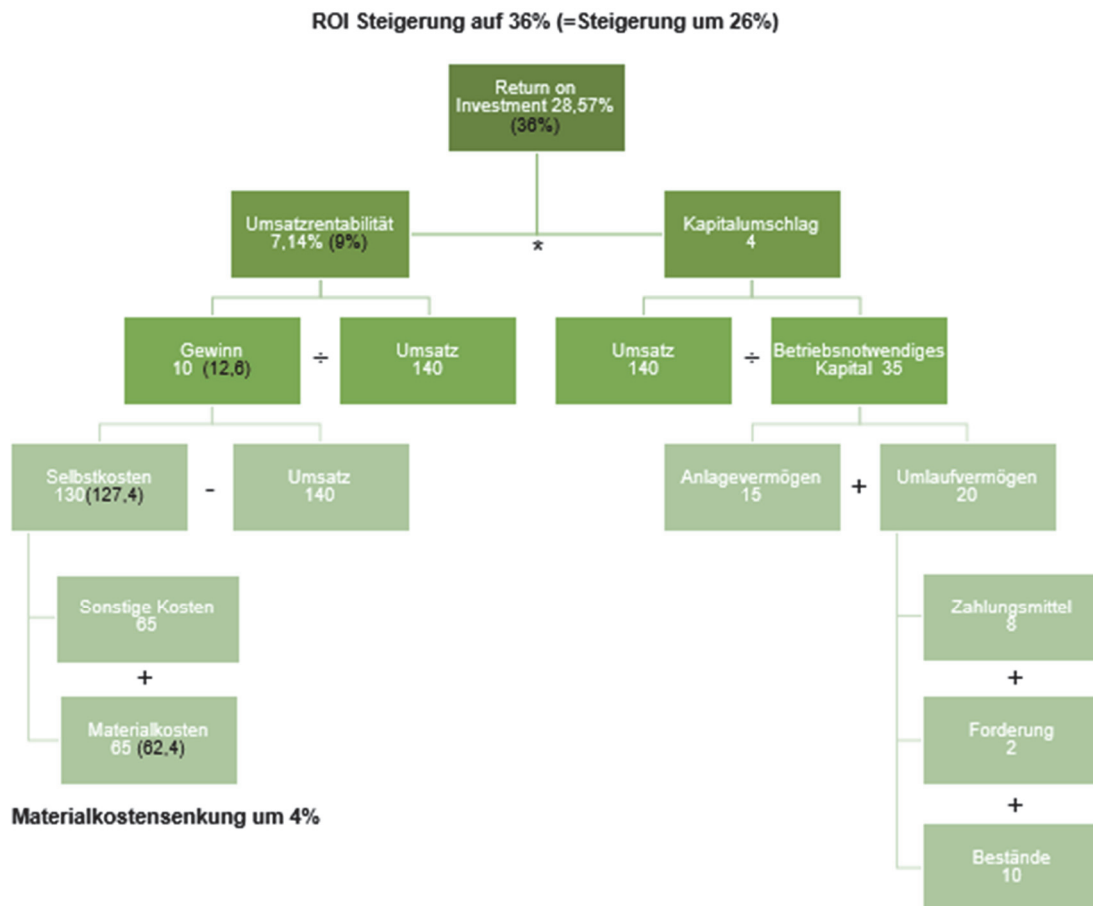 ROI Steigerung auf 36% (=Steigerung um 26%)
Return on
Investment 28,57%
(36%)
Umsatzrentabilität
7,14% (9%)
*
Kapitalumschlag
4
Gewinn
10 (12,6)
÷
Umsatz
140
Umsatz
140
÷
Betriebsnotwendiges
Kapital 35
Selbstkosten
130(127,4)
-
Umsatz
140
Anlagevermögen
15
+
Umlaufvermögen
20
Sonstige Kosten
65
+
Materialkosten
65 (62,4)
Materialkostensenkung um 4%
Zahlungsmittel
8
+
Forderung
2
+
Bestände
10